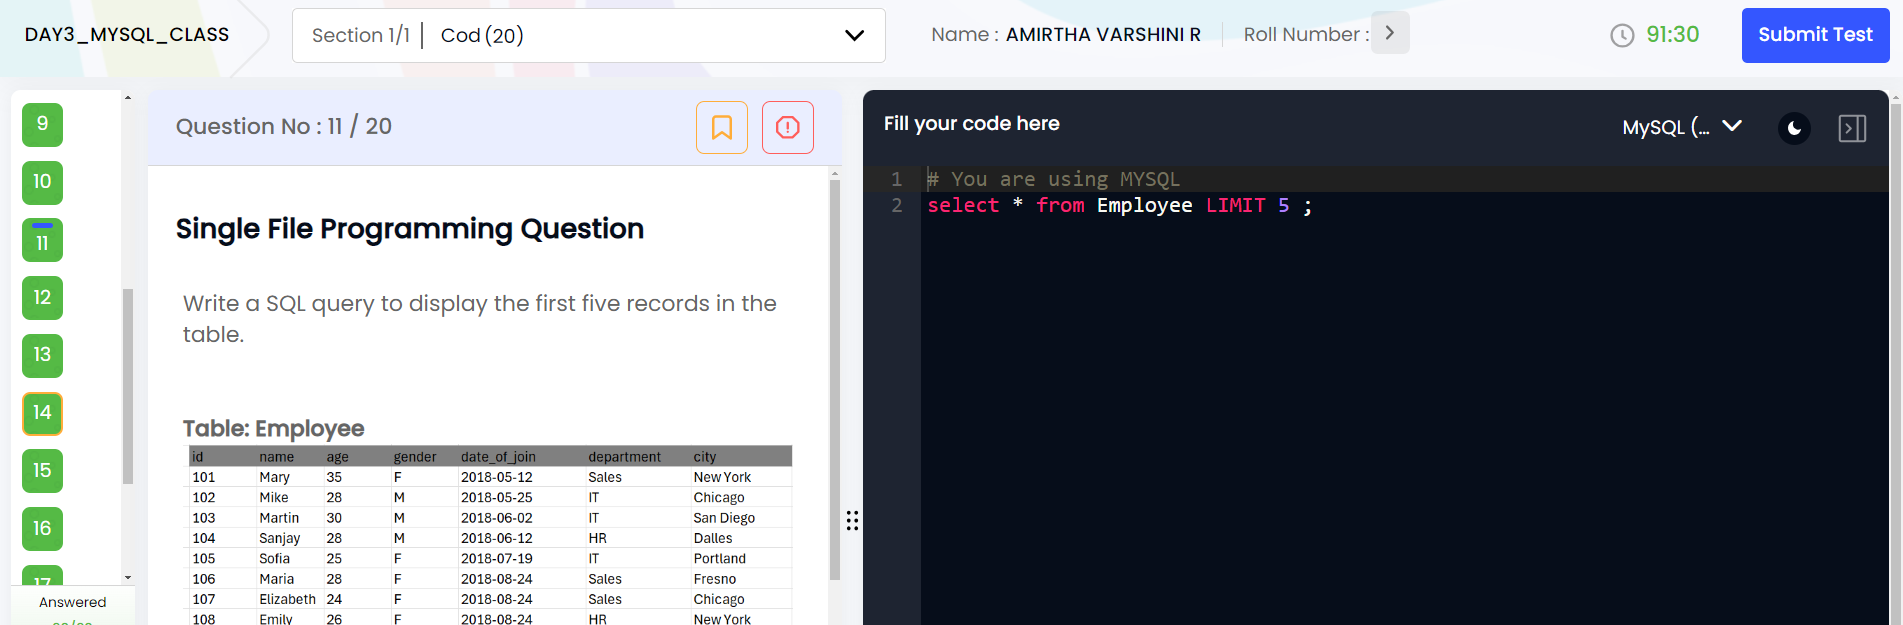 DAY3_MYSQL_CLASS
Section 1/1 | Cod (20)
Name : AMIRTHA VARSHINI R
Roll Number :
91:30
Submit Test
9
10
11
12
13
14
15
16
17
Answered
Question No : 11 / 20
Single File Programming Question
Write a SQL query to display the first five records in the
table.
Table: Employee
id name age gender date_of_join department city
101 Mary 35 F 2018-05-12 Sales New York
102 Mike 28 M 2018-05-25 IT Chicago
103 Martin 30 M 2018-06-02 IT San Diego
104 Sanjay 28 M 2018-06-12 HR Dalles
105 Sofia 25 F 2018-07-19 IT Portland
106 Maria 28 F 2018-08-24 Sales Fresno
107 Elizabeth 24 F 2018-08-24 Sales Chicago
108 Emily 26 F 2018-08-24 HR New York
Fill your code here
MySQL (...
1 # You are using MYSQL
2 select * from Employee LIMIT 5 ;